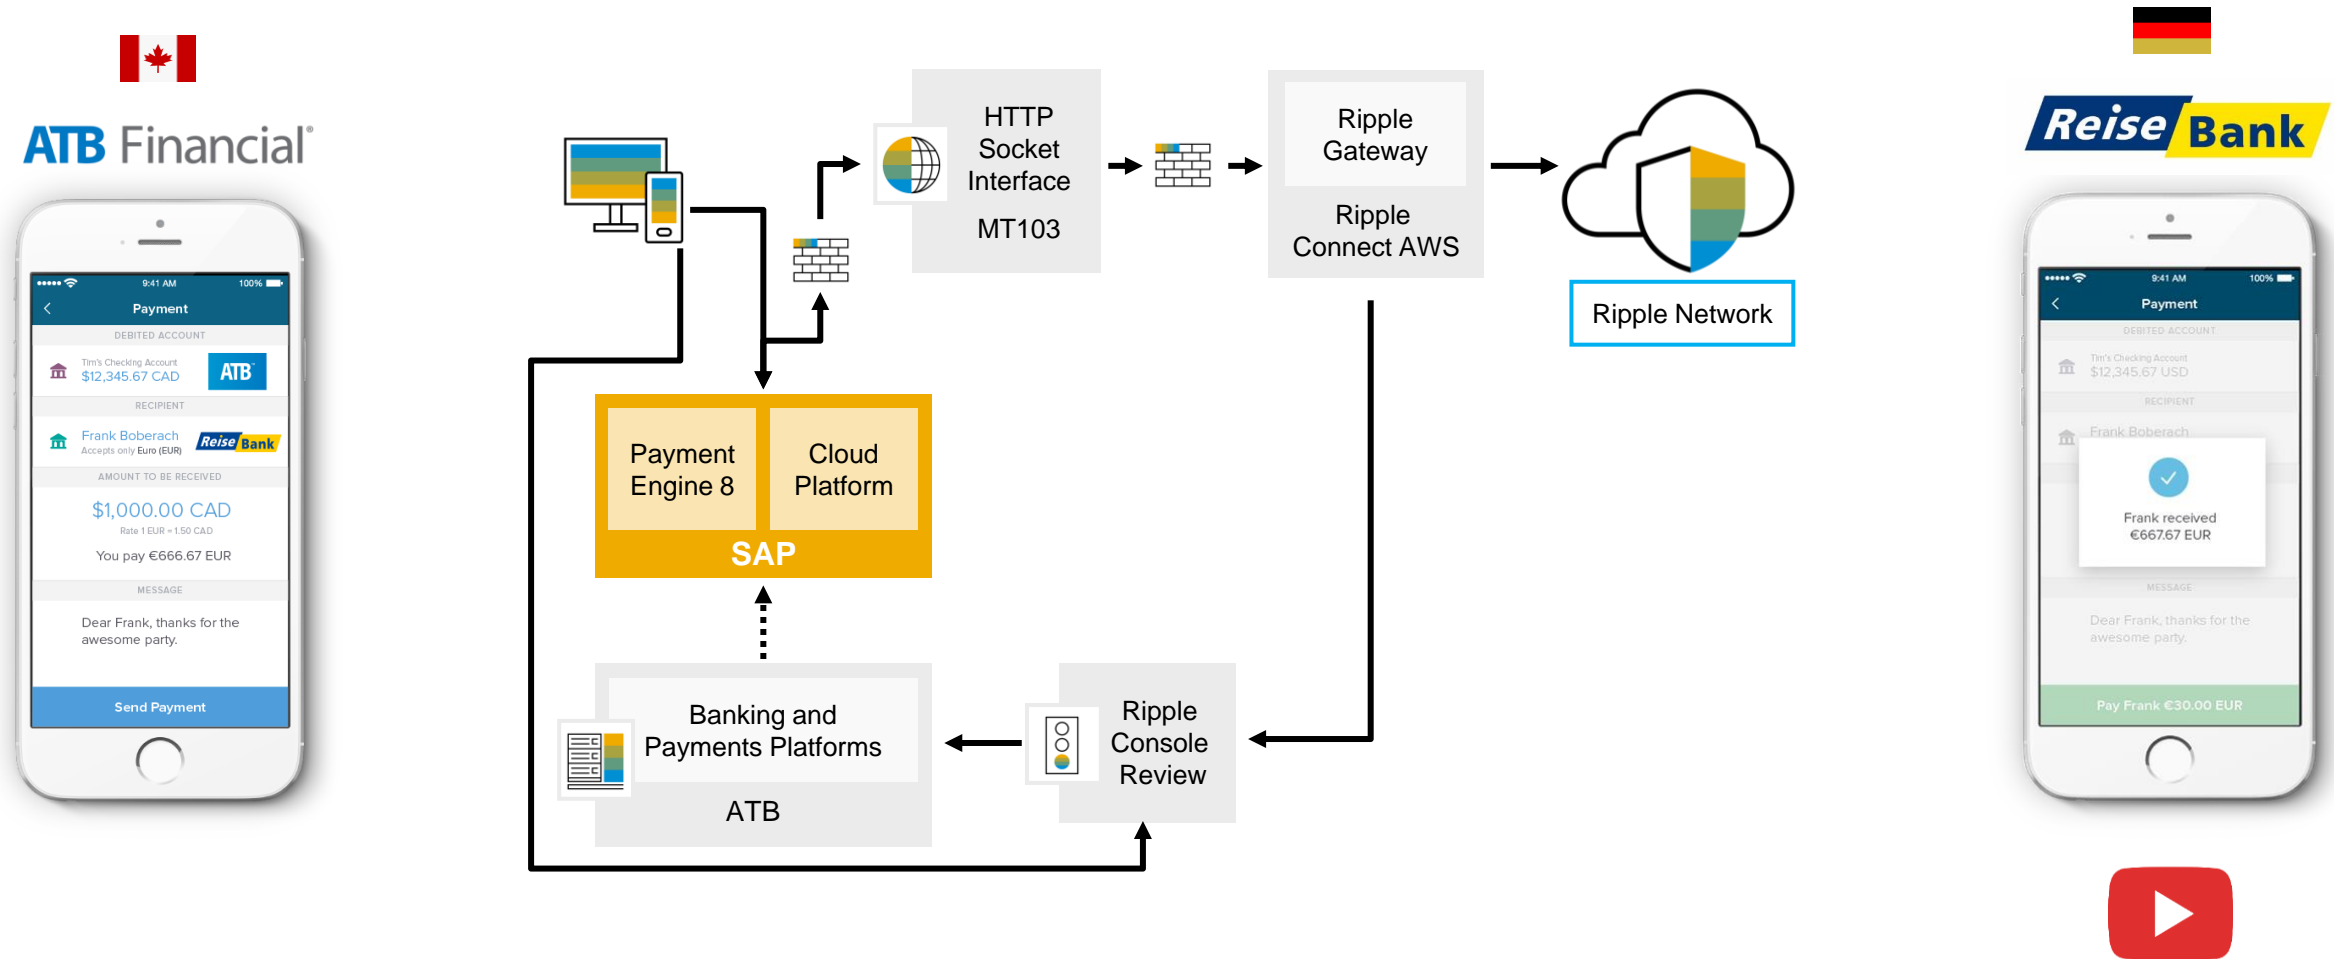 ATB Financial®
9:41 AM
100%
Payment
DEBITED ACCOUNT
Tim's Checking Account
$12,345.67 CAD
ATB
RECIPIENT
Frank Boberach
Accepts only Euro (EUR)
Reise Bank
AMOUNT TO BE RECEIVED
$1,000.00 CAD
Rate 1 EUR = 1.50 CAD
You pay €666.67 EUR
MESSAGE
Dear Frank, thanks for the
awesome party.
Send Payment
HTTP
Socket
Interface
MT103
Ripple
Gateway
Ripple
Connect AWS
Ripple Network
Payment
Engine 8
Cloud
Platform
SAP
Banking and
Payments Platforms
ATB
Ripple
Console
Review
Reise Bank
9:41 AM
100%
Payment
DEBITED ACCOUNT
Tim's Checking Account
$12,345.67 USD
RECIPIENT
Frank Boberach
Frank received
€667.67 EUR
MESSAGE
Dear Frank, thanks for the
awesome party.
Pay Frank €30.00 EUR